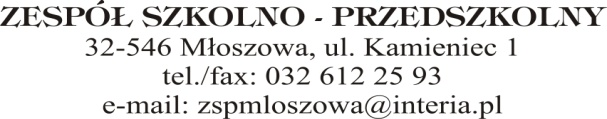 ZESPÓŁ SZKOLNO - PRZEDSZKOLNY
32-546 Młoszowa, ul. Kamieniec 1
tel./fax: 032 612 25 93
e-mail: zspmloszowa@interia.pl